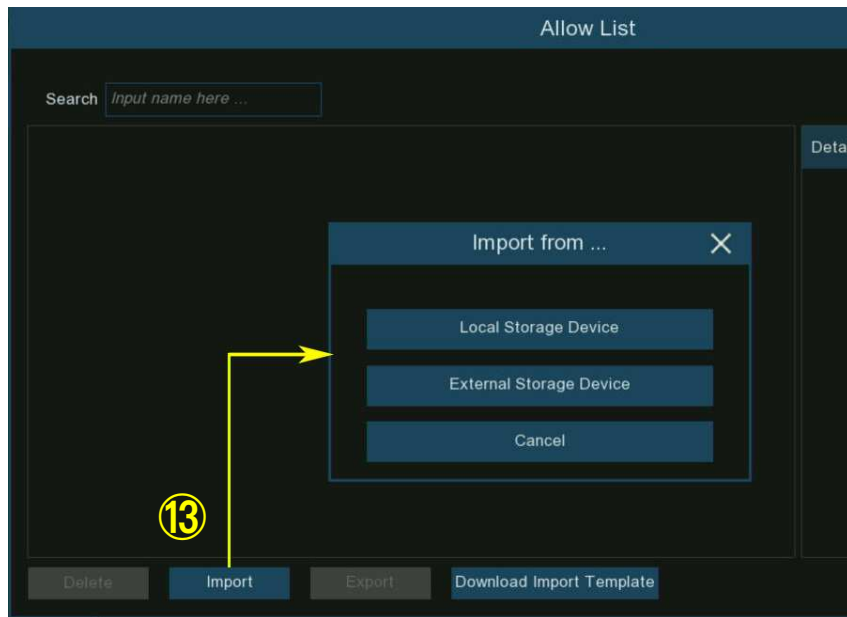 Allow List
Search Input name here ...
Deta
Import from ...
Local Storage Device
External Storage Device
Cancel
⑬
Delete Import Export Download Import Template